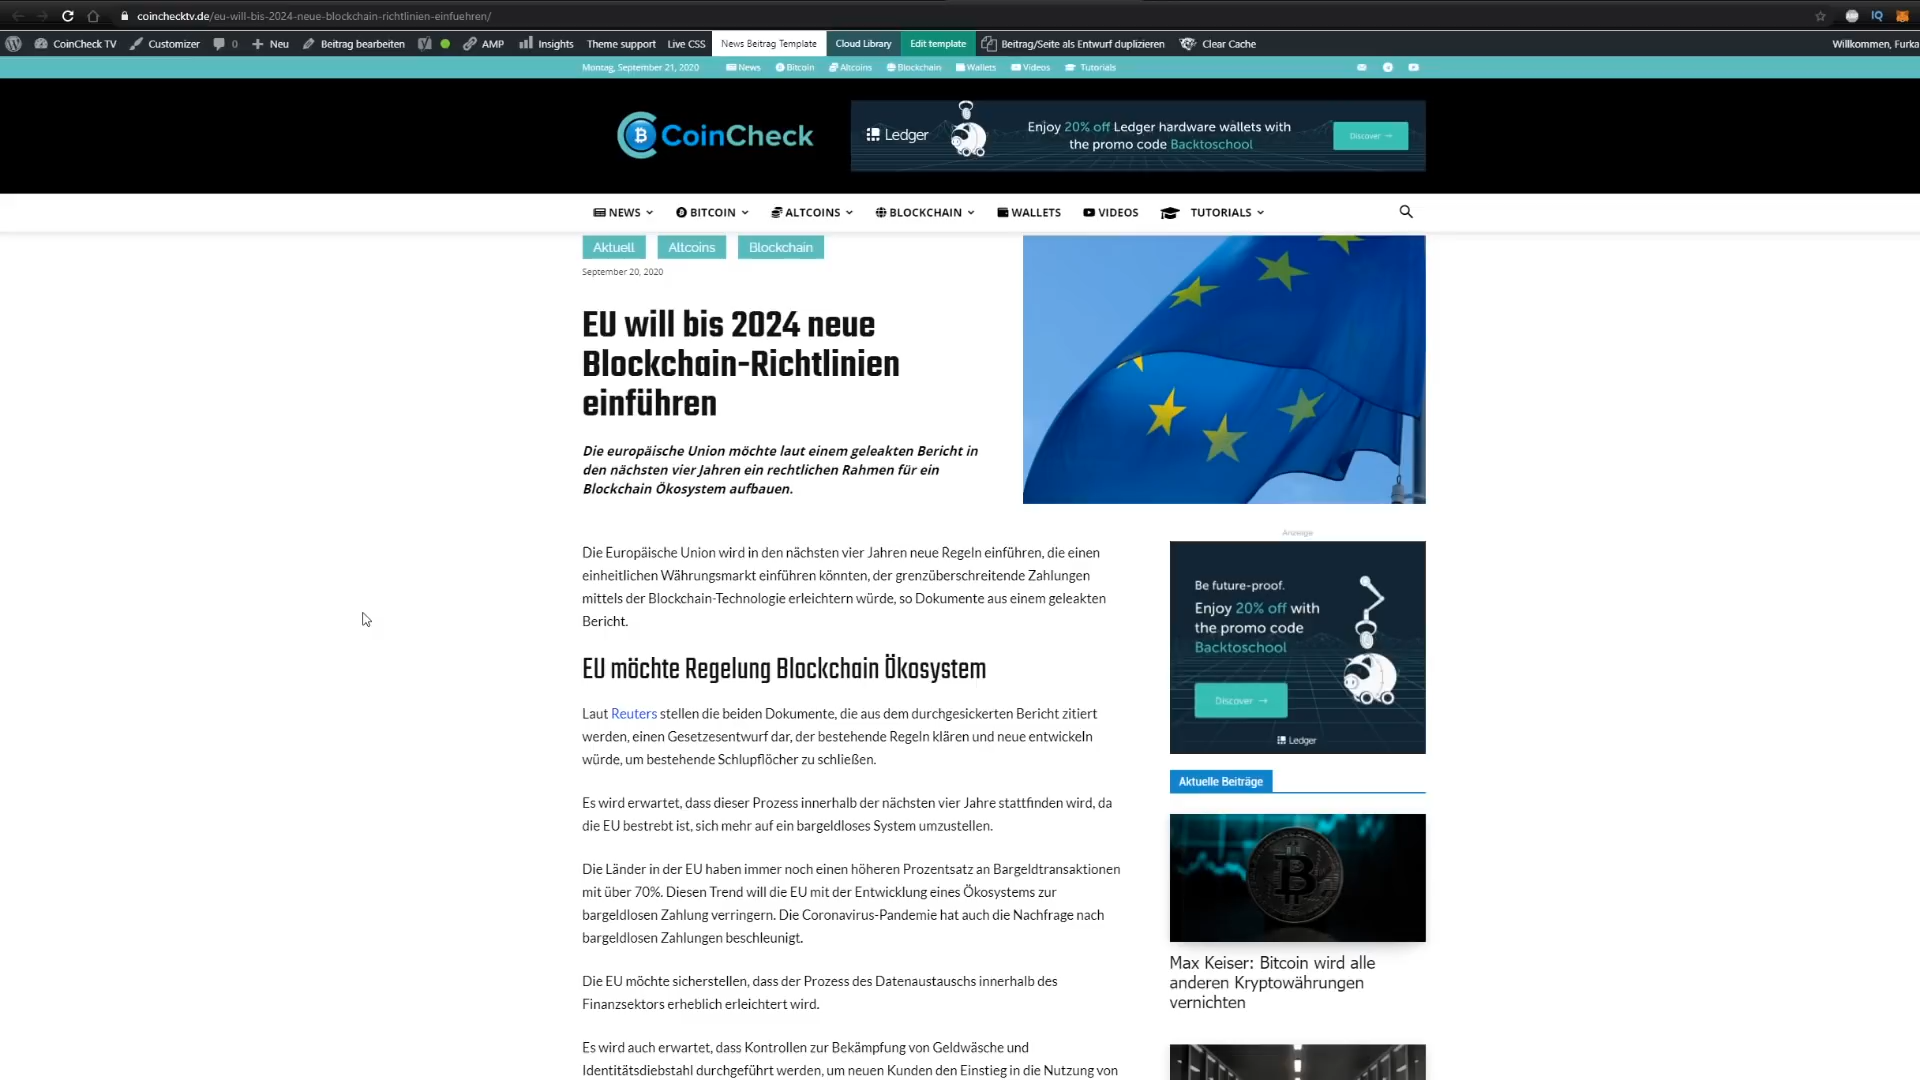 coinchecktv.de/eu-will-bis-2024-neue-blockchain-richtlinien-einfuehren/
IQ
CoinCheck TV Customizer 0 Neu Beitrag bearbeiten AMP Insights Theme support Live CSS News Beitrag Template Cloud Library Edit template Beitrag/Seite als Entwurf duplizieren Clear Cache Willkommen, Furka
Montag, September 21, 2020 News Bitcoin Altcoins Blockchain Wallets Videos Tutorials
CoinCheck
Ledger
Enjoy 20% off Ledger hardware wallets with
the promo code Backtoschool
Discover →
NEWS BITCOIN ALTCOINS BLOCKCHAIN WALLETS VIDEOS TUTORIALS
Aktuell Altcoins Blockchain
September 20, 2020
EU will bis 2024 neue
Blockchain-Richtlinien
einführen
Die europäische Union möchte laut einem geleakten Bericht in
den nächsten vier Jahren ein rechtlichen Rahmen für ein
Blockchain Ökosystem aufbauen.
Die Europäische Union wird in den nächsten vier Jahren neue Regeln einführen, die einen
einheitlichen Währungsmarkt einführen könnten, der grenzüberschreitende Zahlungen
mittels der Blockchain-Technologie erleichtern würde, so Dokumente aus einem geleakten
Bericht.
EU möchte Regelung Blockchain Ökosystem
Laut Reuters stellen die beiden Dokumente, die aus dem durchgesickerten Bericht zitiert
werden, einen Gesetzesentwurf dar, der bestehende Regeln klären und neue entwickeln
würde, um bestehende Schlupflöcher zu schließen.
Es wird erwartet, dass dieser Prozess innerhalb der nächsten vier Jahre stattfinden wird, da
die EU bestrebt ist, sich mehr auf ein bargeldloses System umzustellen.
Die Länder in der EU haben immer noch einen höheren Prozentsatz an Bargeldtransaktionen
mit über 70%. Diesen Trend will die EU mit der Entwicklung eines Ökosystems zur
bargeldlosen Zahlung verringern. Die Coronavirus-Pandemie hat auch die Nachfrage nach
bargeldlosen Zahlungen beschleunigt.
Die EU möchte sicherstellen, dass der Prozess des Datenaustauschs innerhalb des
Finanzsektors erheblich erleichtert wird.
Es wird auch erwartet, dass Kontrollen zur Bekämpfung von Geldwäsche und
Identitätsdiebstahl durchgeführt werden, um neuen Kunden den Einstieg in die Nutzung von
Anzeige
Be future-proof.
Enjoy 20% off with
the promo code
Backtoschool
Discover →
Ledger
Aktuelle Beiträge
Max Keiser: Bitcoin wird alle
anderen Kryptowährungen
vernichten